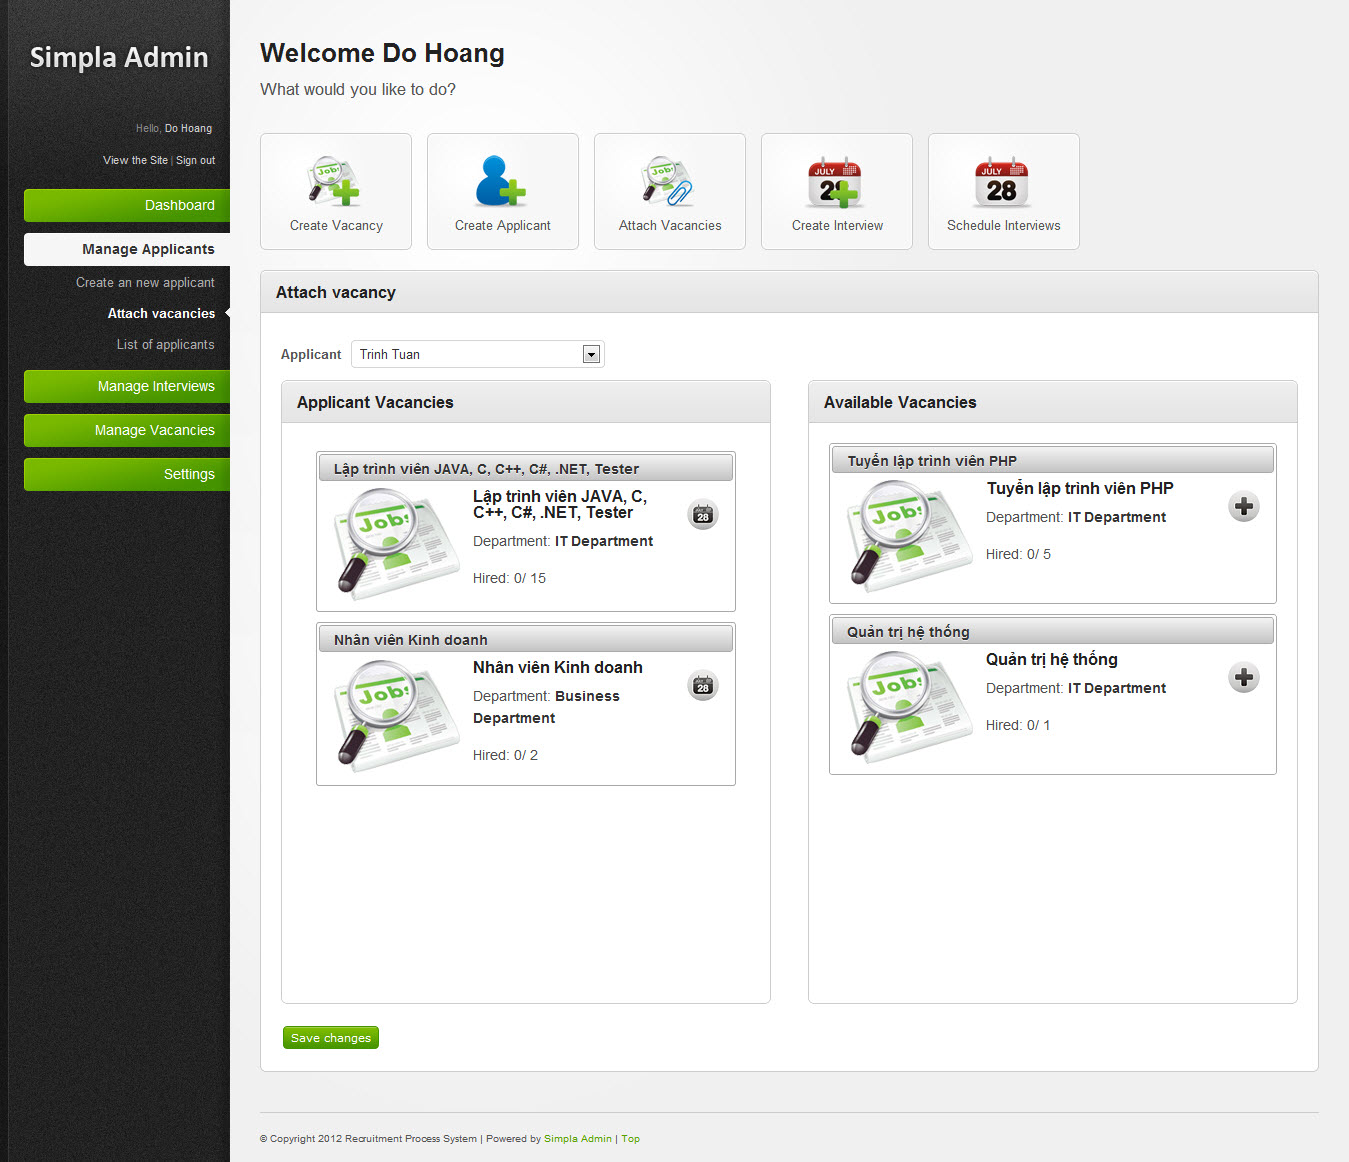 Simpla Admin
Hello, Do Hoang
View the Site | Sign out
Dashboard
Manage Applicants
Create an new applicant
Attach vacancies
List of applicants
Manage Interviews
Manage Vacancies
Settings
Welcome Do Hoang
What would you like to do?
Create Vacancy
Create Applicant
Attach Vacancies
JULY
28
Create Interview
JULY
28
Schedule Interviews
Attach vacancy
Applicant Trinh Tuan
Applicant Vacancies
Lập trình viên JAVA, C, C++, C#, .NET, Tester
Jobs
Lập trình viên JAVA, C,
C++, C#, .NET, Tester
28
Department: IT Department
Hired: 0/ 15
Nhân viên Kinh doanh
Jobs
Nhân viên Kinh doanh
28
Department: Business
Department
Hired: 0/ 2
Available Vacancies
Tuyển lập trình viên PHP
Jobs
Tuyển lập trình viên PHP
Department: IT Department
Hired: 0/ 5
Quản trị hệ thống
Jobs
Quản trị hệ thống
Department: IT Department
Hired: 0/ 1
Save changes
© Copyright 2012 Recruitment Process System | Powered by Simpla Admin | Top